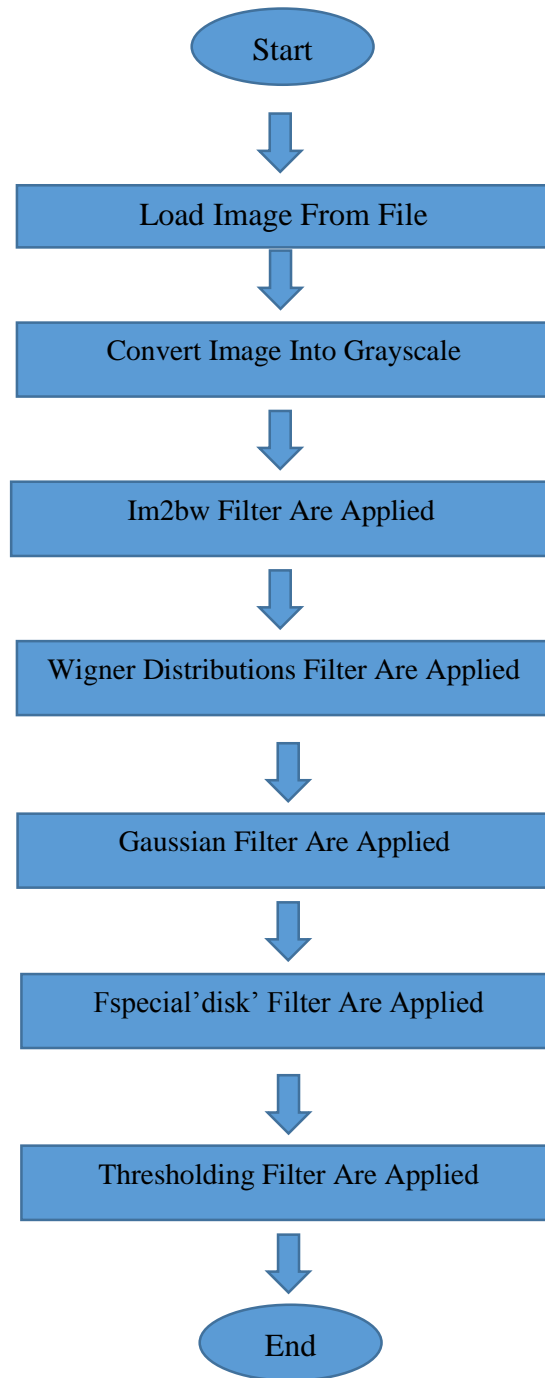 Start
Load Image From File
Convert Image Into Grayscale
Im2bw Filter Are Applied
Wigner Distributions Filter Are Applied
Gaussian Filter Are Applied
Fspecial’disk’ Filter Are Applied
Thresholding Filter Are Applied
End